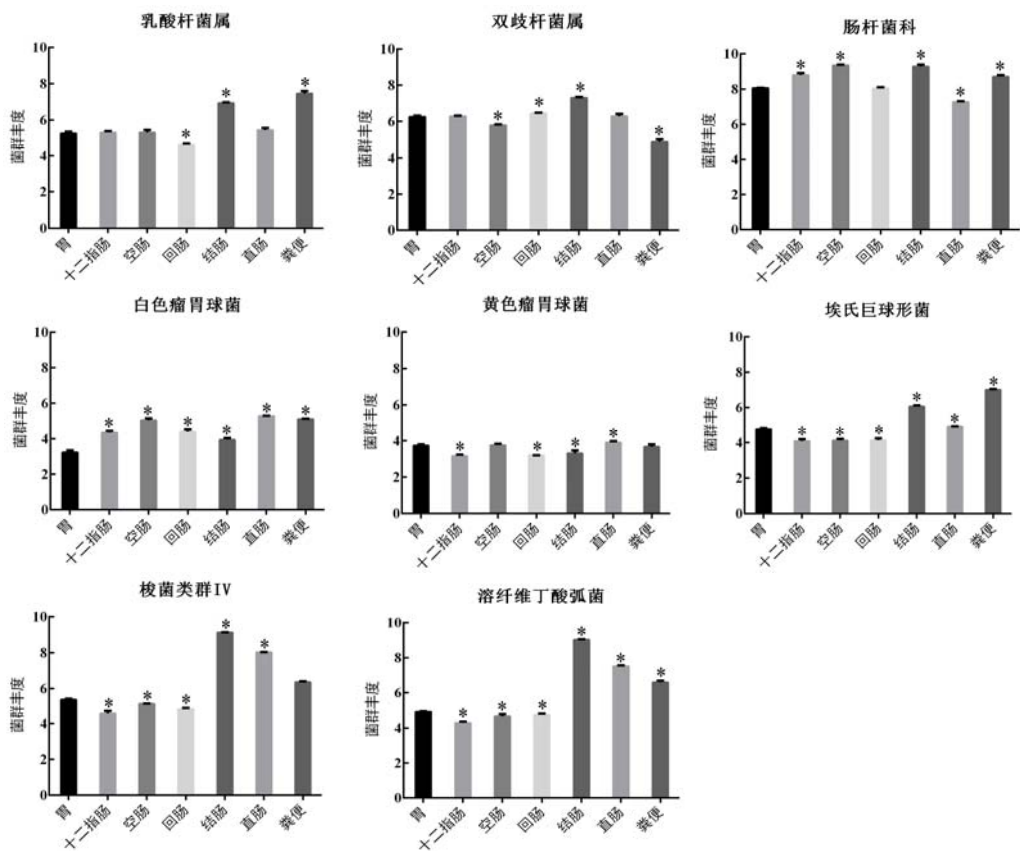 乳酸杆菌属
菌群丰度
10
8
6
4
2
0
胃
十二指肠
空肠
回肠
结肠
直肠
粪便
双歧杆菌属
菌群丰度
10
8
6
4
2
0
胃
十二指肠
空肠
回肠
结肠
直肠
粪便
肠杆菌科
菌群丰度
10
8
6
4
2
0
胃
十二指肠
空肠
回肠
结肠
直肠
粪便
白色瘤胃球菌
菌群丰度
10
8
6
4
2
0
胃
十二指肠
空肠
回肠
结肠
直肠
粪便
黄色瘤胃球菌
菌群丰度
10
8
6
4
2
0
胃
十二指肠
空肠
回肠
结肠
直肠
粪便
埃氏巨球形菌
菌群丰度
10
8
6
4
2
0
胃
十二指肠
空肠
回肠
结肠
直肠
粪便
梭菌类群IV
菌群丰度
10
8
6
4
2
0
胃
十二指肠
空肠
回肠
结肠
直肠
粪便
溶纤维丁酸弧菌
菌群丰度
10
8
6
4
2
0
胃
十二指肠
空肠
回肠
结肠
直肠
粪便